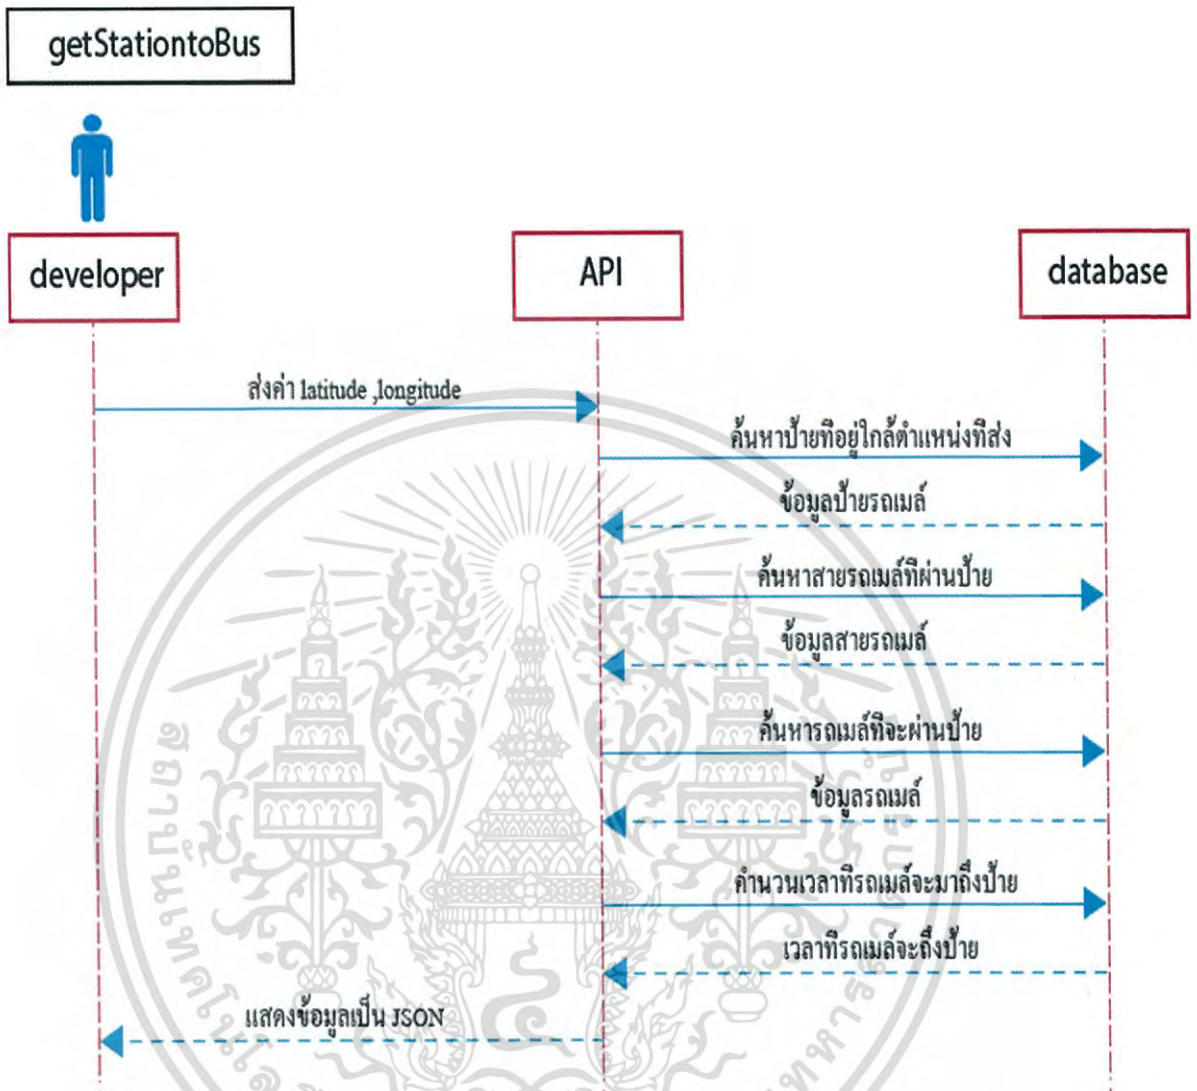 getStationtoBus
developer
API
database
ส่งค่า latitude ,longitude
ค้นหาป้ายที่อยู่ใกล้ตำแหน่งที่ส่ง
ข้อมูลป้ายรถเมล์
ค้นหาสายรถเมล์ที่ผ่านป้าย
ข้อมูลสายรถเมล์
ค้นหารถเมล์ที่จะผ่านป้าย
ข้อมูลรถเมล์
คำนวนเวลาที่รถเมล์จะมาถึงป้าย
เวลาที่รถเมล์จะถึงป้าย
แสดงข้อมูลเป็น JSON